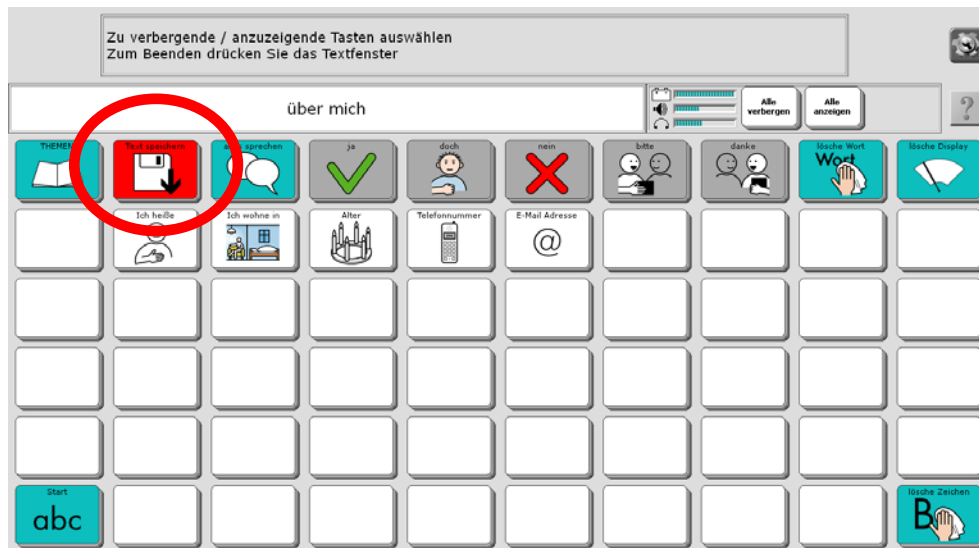 Zu verbergende / anzuzeigende Tasten auswählen
Zum Beenden drücken Sie das Textfenster
über mich
Alle
verbergen
Alle
anzeigen
?
THEMEN
Text speichern
alles sprechen
ja
doch
nein
bitte
danke
lösche Wort
Wort
lösche Display
Ich heiße
Ich wohne in
Alter
Telefonnummer
E-Mail Adresse
@
Start
abc
lösche Zeichen
B